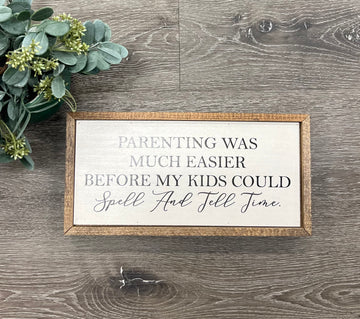 PARENTING WAS
MUCH EASIER
BEFORE MY KIDS COULD
Spell And Tell Time.